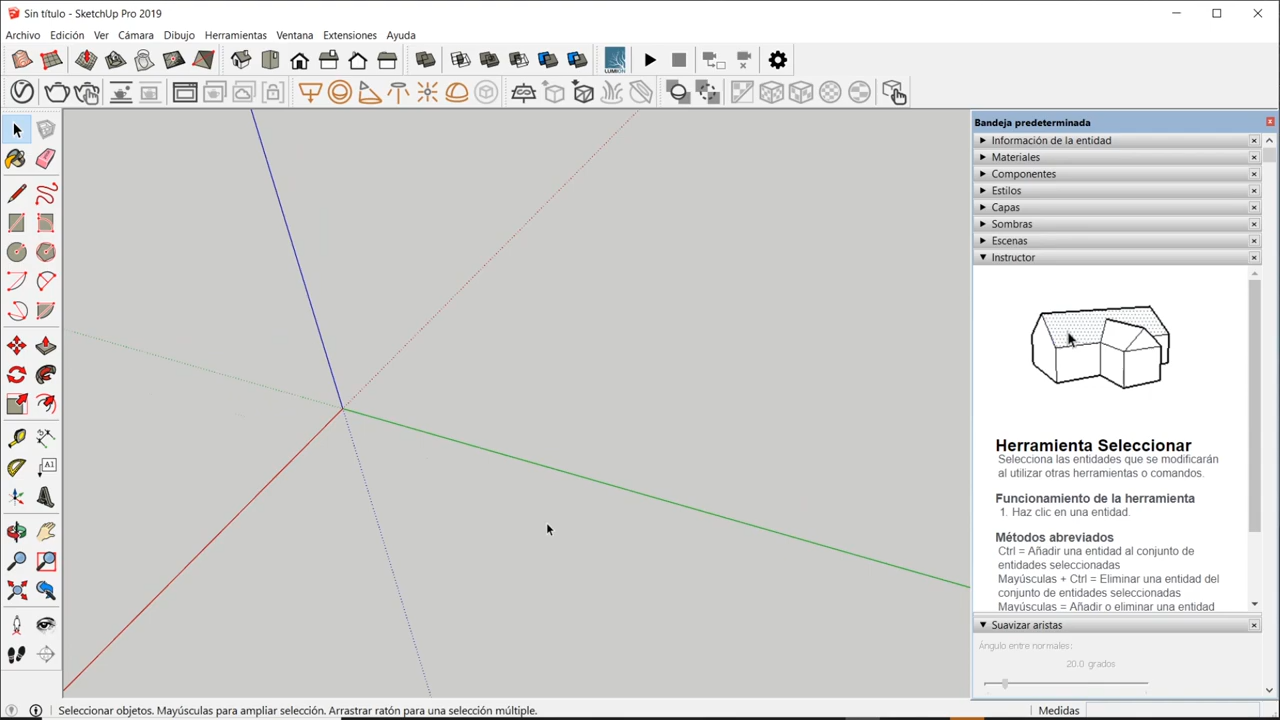 Sin título - SketchUp Pro 2019
Archivo Edición Ver Cámara Dibujo Herramientas Ventana Extensiones Ayuda
LUMION
Bandeja predeterminada
Información de la entidad
Materiales
Componentes
Estilos
Capas
Sombras
Escenas
Instructor
Herramienta Seleccionar
Selecciona las entidades que se modificarán
al utilizar otras herramientas o comandos.
Funcionamiento de la herramienta
1. Haz clic en una entidad.
Métodos abreviados
Ctrl = Añadir una entidad al conjunto de
entidades seleccionadas
Mayúsculas + Ctrl = Eliminar una entidad del
conjunto de entidades seleccionadas
Mayúsculas = Añadir o eliminar una entidad
Suavizar aristas
Ángulo entre normales:
20.0 grados
A1
Seleccionar objetos. Mayúsculas para ampliar selección. Arrastrar ratón para una selección múltiple.
Medidas